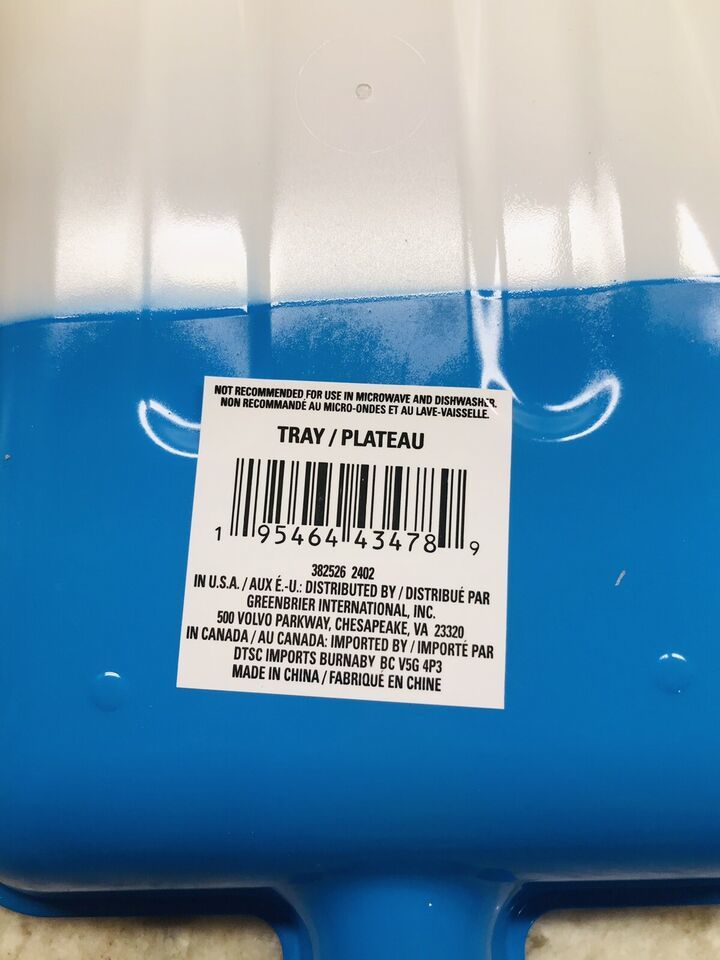 NOT RECOMMENDED FOR USE IN MICROWAVE AND DISHWASHER.
NON RECOMMANDÉ AU MICRO-ONDES ET AU LAVE-VAISSELLE.
TRAY / PLATEAU
1 95464 43478 9
382526 2402
IN U.S.A. / AUX É.-U.: DISTRIBUTED BY / DISTRIBUÉ PAR
GREENBRIER INTERNATIONAL, INC.
500 VOLVO PARKWAY, CHESAPEAKE, VA 23320
IN CANADA / AU CANADA: IMPORTED BY / IMPORTÉ PAR
DTSC IMPORTS BURNABY BC V5G 4P3
MADE IN CHINA / FABRIQUÉ EN CHINE